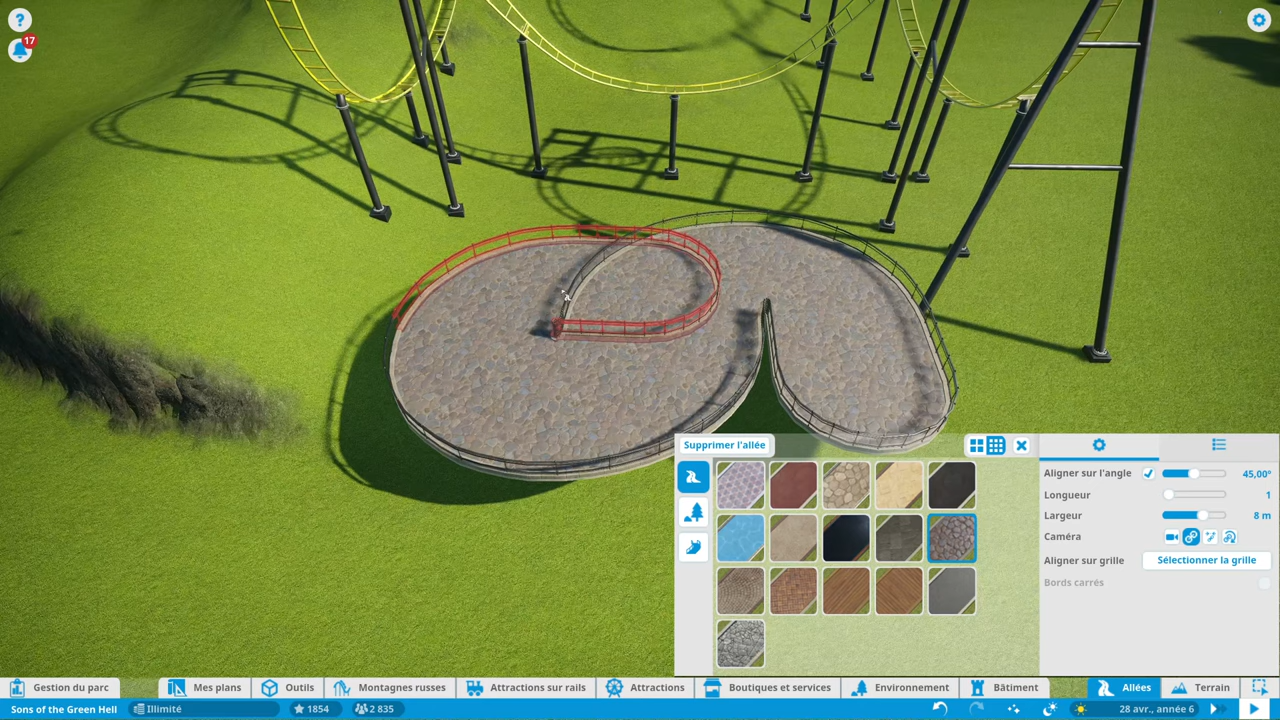 ?
17
Supprimer l'allée
Aligner sur l'angle 45,00°
Longueur 1
Largeur 8 m
Caméra
Aligner sur grille Sélectionner la grille
Bords carrés
Gestion du parc Mes plans Outils Montagnes russes Attractions sur rails Attractions Boutiques et services Environnement Bâtiment Allées Terrain
Sons of the Green Hell Illimité 1854 2 835 28 avr., année 6